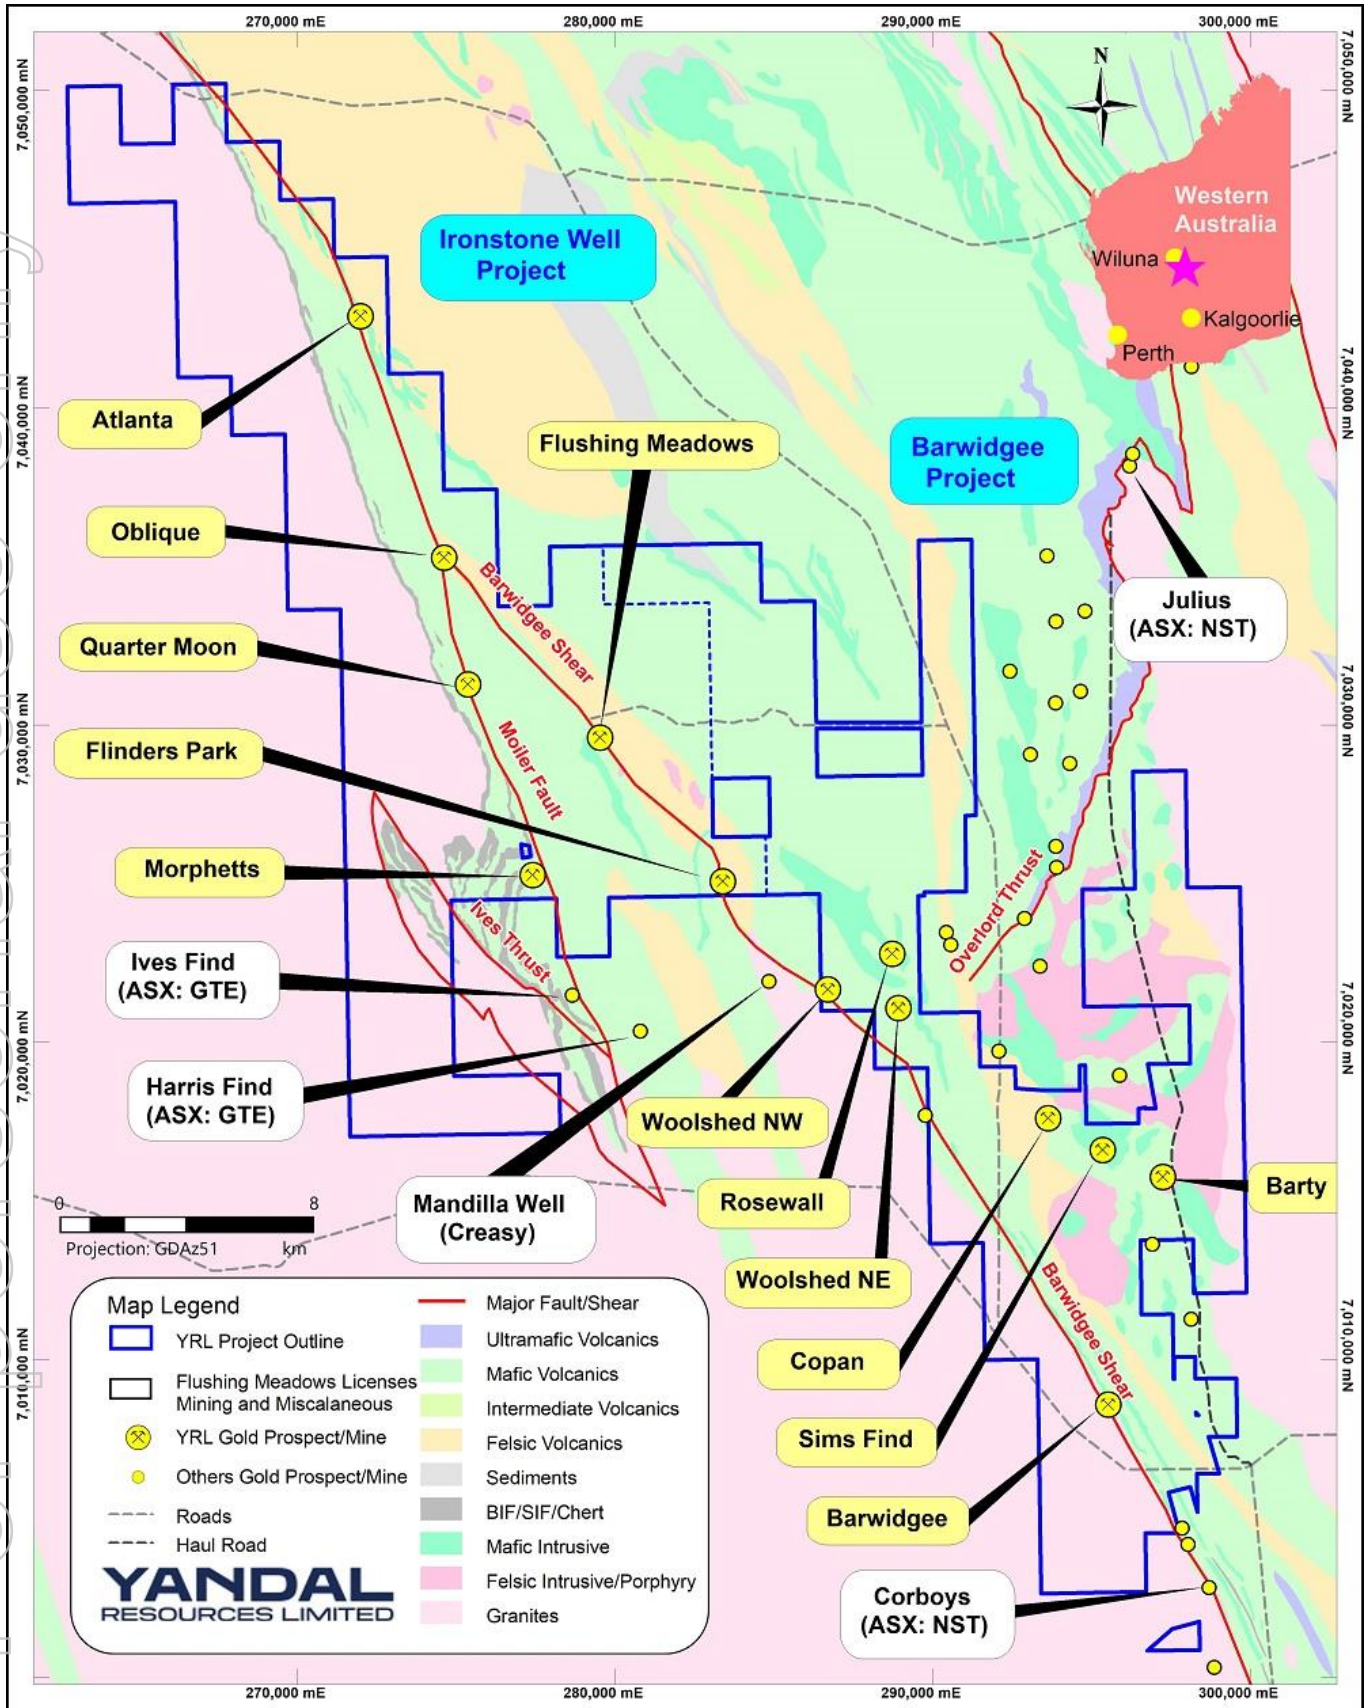 270,000 mE
280,000 mE
290,000 mE
300,000 mE
7,050,000 mN
7,050,000 mN
N
Western
Australia
Wiluna
Kalgoorlie
Perth
Ironstone Well
Project
7,040,000 mN
7,040,000 mN
Atlanta
Flushing Meadows
Barwidgee
Project
Oblique
Barwidgee Shear
Julius
(ASX: NST)
Quarter Moon
7,030,000 mN
7,030,000 mN
Flinders Park
Moiler Fault
Morphetts
Ives Thrust
Overlord Thrust
Ives Find
(ASX: GTE)
7,020,000 mN
7,020,000 mN
Harris Find
(ASX: GTE)
Woolshed NW
Mandilla Well
(Creasy)
Rosewall
Barty
0
8
Projection: GDAz51
km
Woolshed NE
Barwidgee Shear
Copan
7,010,000 mN
7,010,000 mN
Sims Find
Barwidgee
Corboys
(ASX: NST)
Map Legend
YRL Project Outline
Flushing Meadows Licenses
Mining and Miscalaneous
YRL Gold Prospect/Mine
Others Gold Prospect/Mine
Roads
Haul Road
Major Fault/Shear
Ultramafic Volcanics
Mafic Volcanics
Intermediate Volcanics
Felsic Volcanics
Sediments
BIF/SIF/Chert
Mafic Intrusive
Felsic Intrusive/Porphyry
Granites
YANDAL
RESOURCES LIMITED
270,000 mE
280,000 mE
290,000 mE
300,000 mE